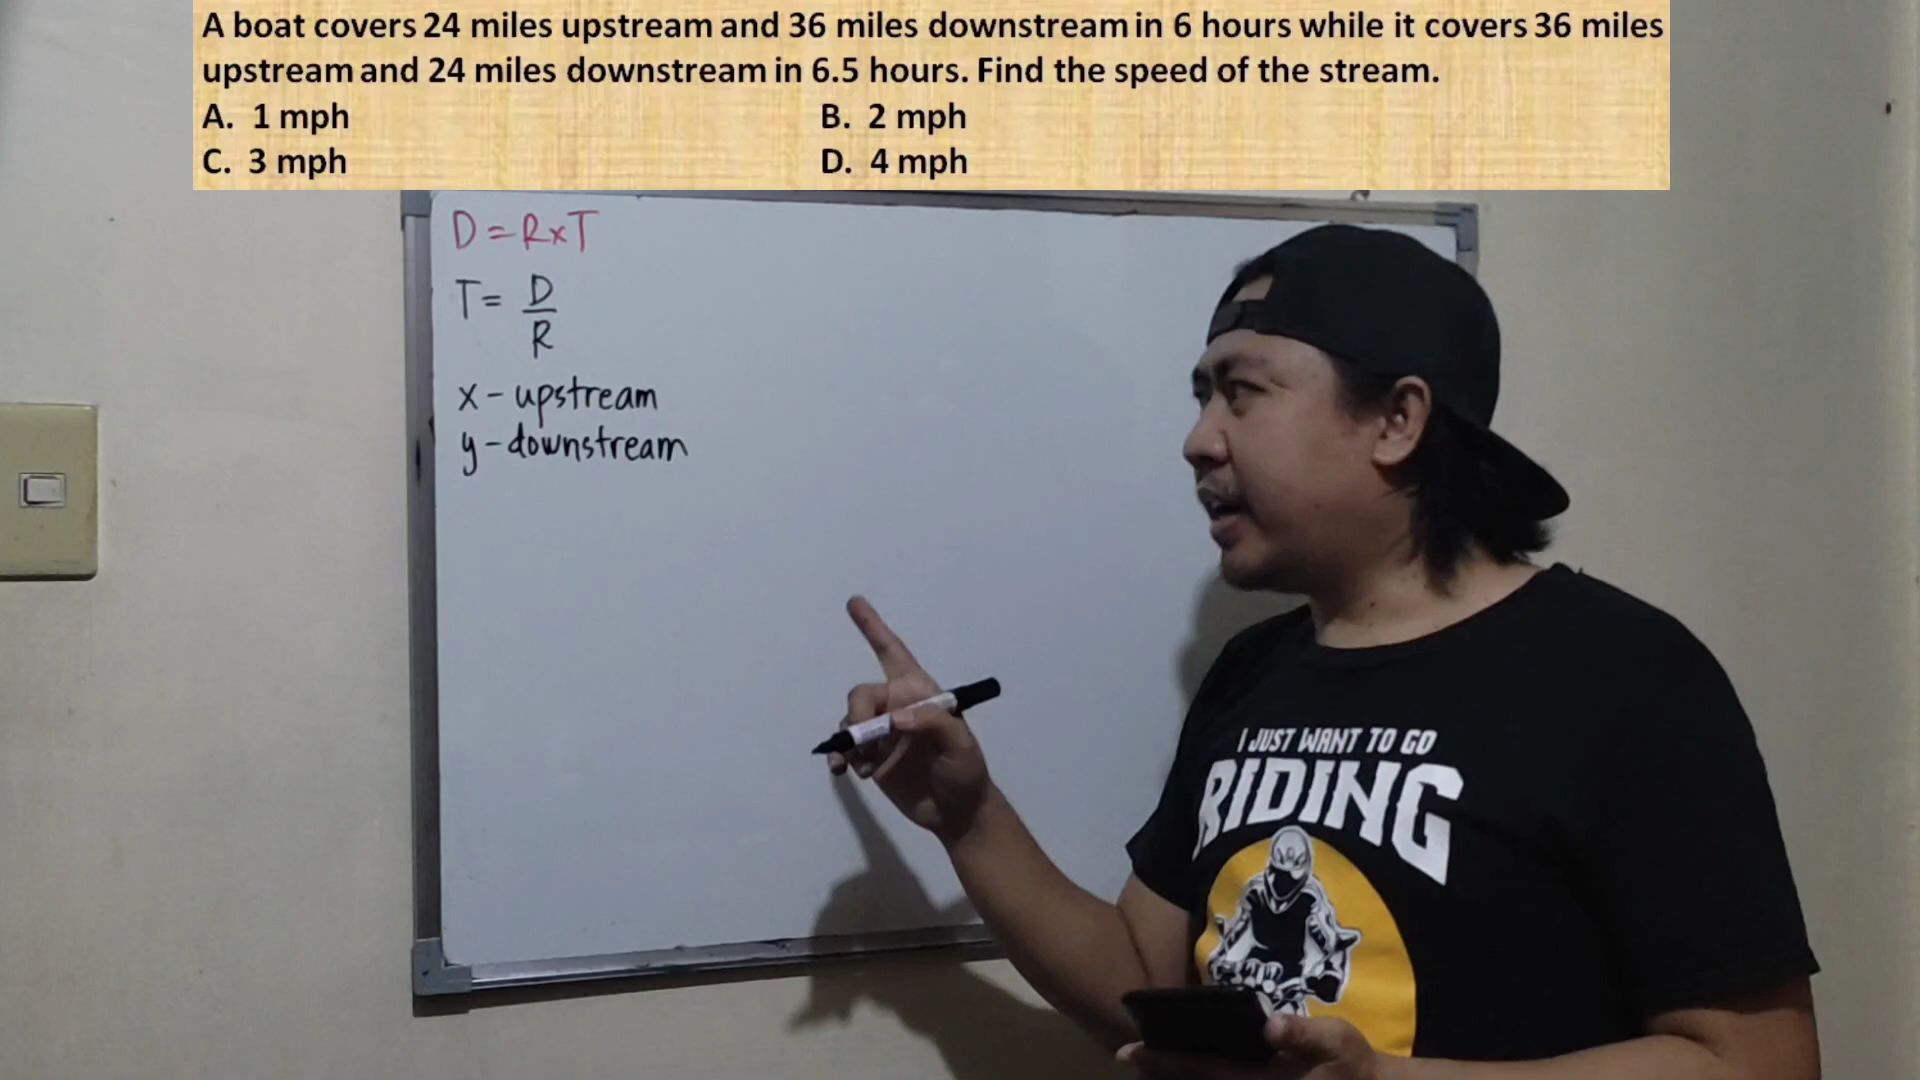 A boat covers 24 miles upstream and 36 miles downstream in 6 hours while it covers 36 miles
upstream and 24 miles downstream in 6.5 hours. Find the speed of the stream.
A. 1 mph
B. 2 mph
C. 3 mph
D. 4 mph
D = R x T
T = D
R
x - upstream
y - downstream
I JUST WANT TO GO
RIDING